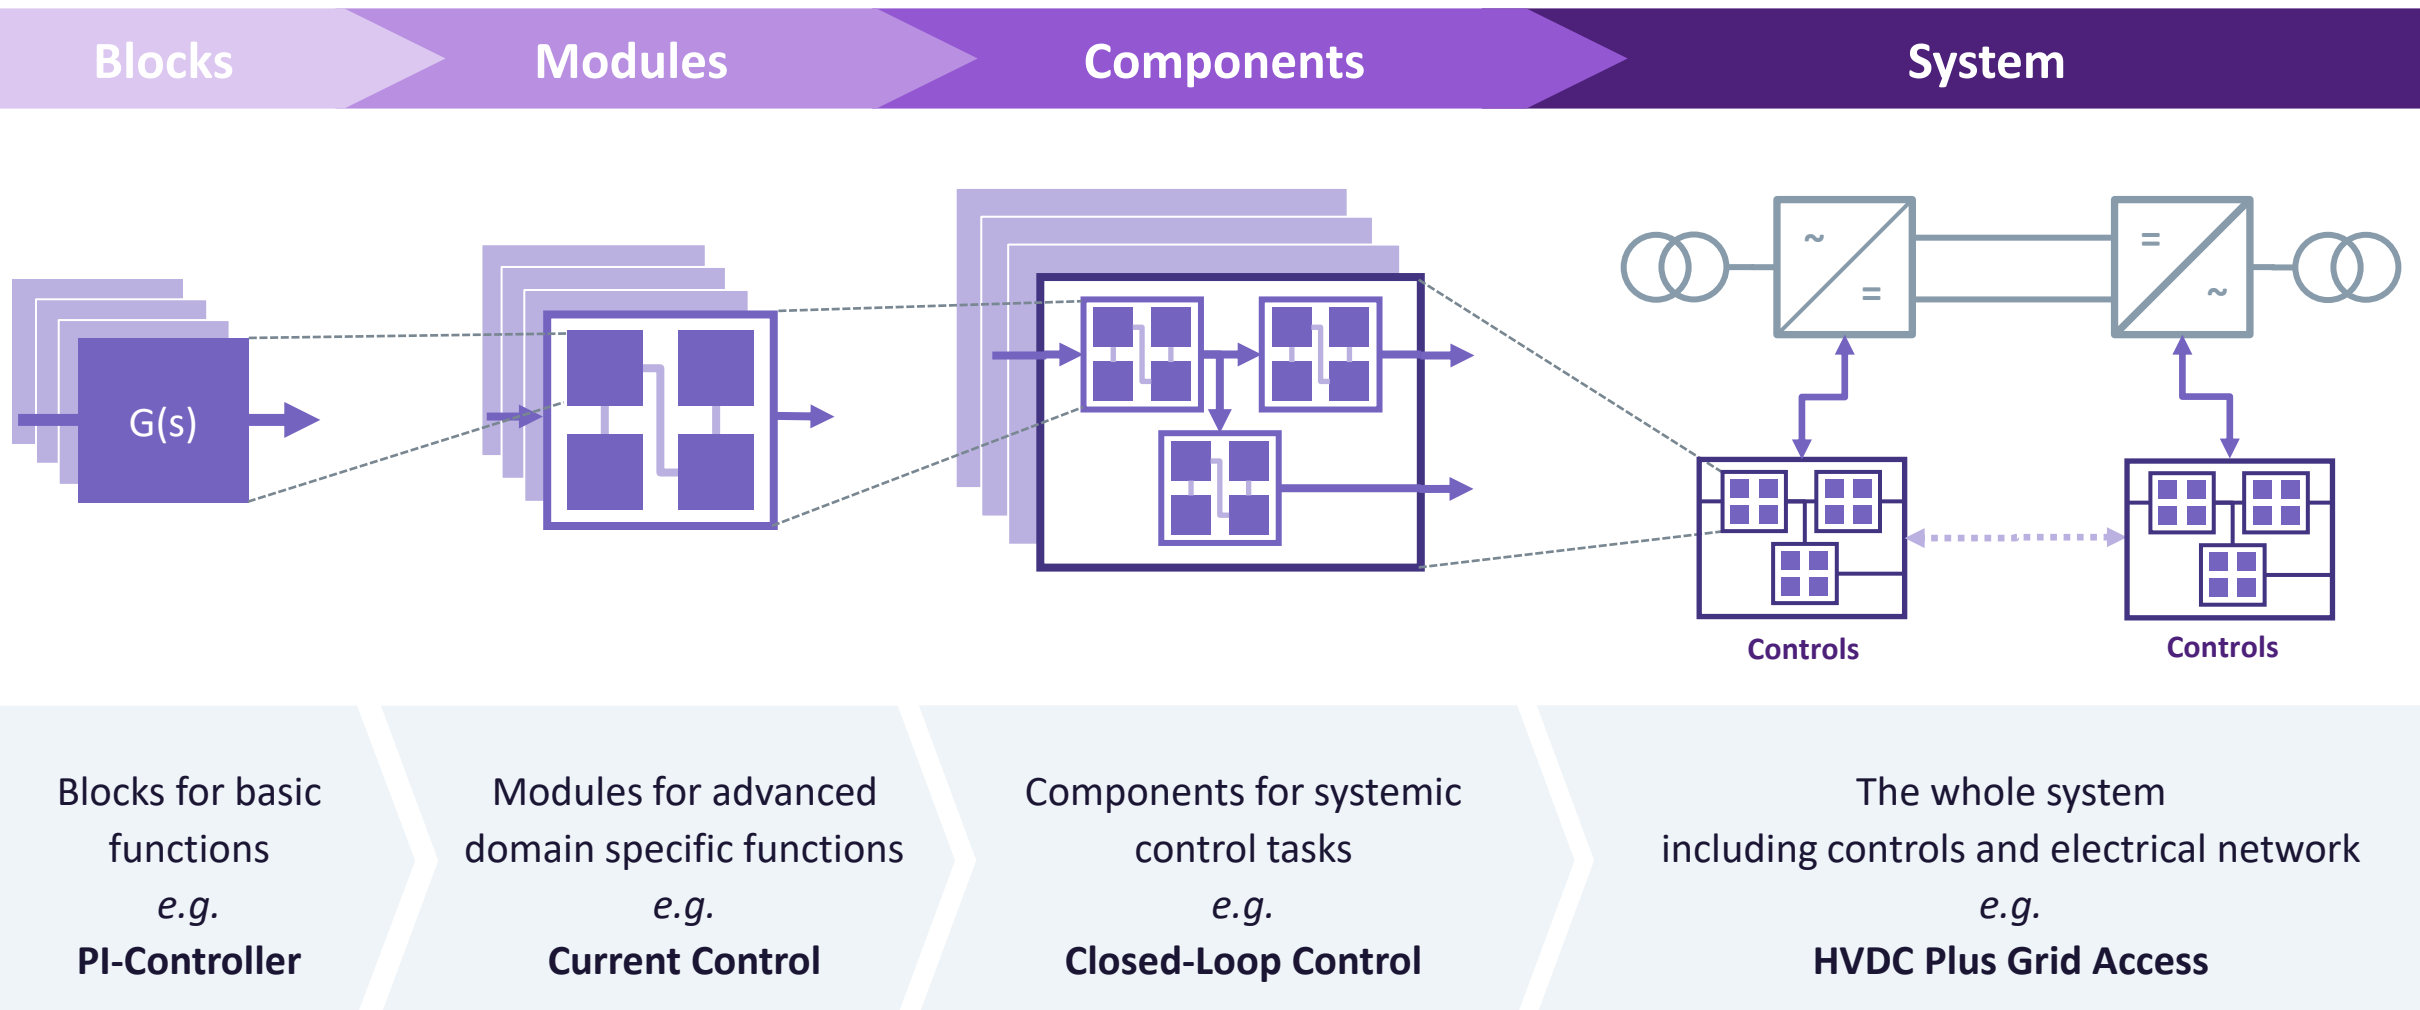 Blocks
Modules
Components
System
G(s)
~
=
=
~
Controls
Controls
Blocks for basic
functions
e.g.
PI-Controller
Modules for advanced
domain specific functions
e.g.
Current Control
Components for systemic
control tasks
e.g.
Closed-Loop Control
The whole system
including controls and electrical network
e.g.
HVDC Plus Grid Access